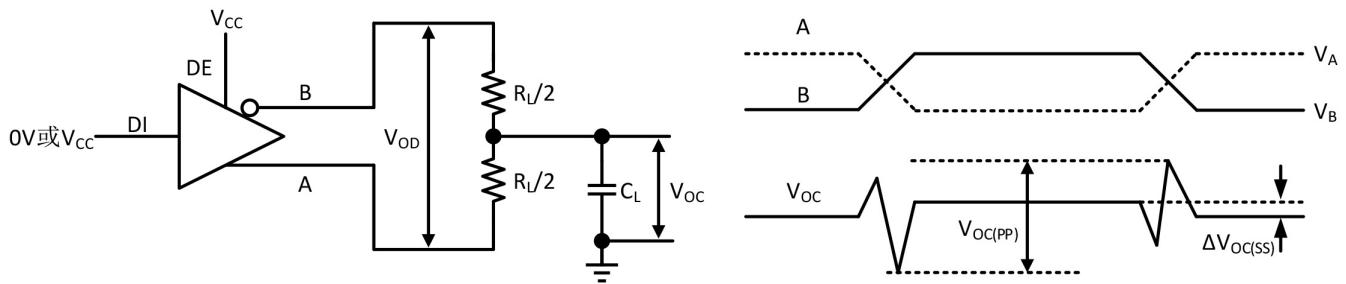 V_CC
DE
B
0V或V_CC
DI
V_OD
A
R_L/2
R_L/2
C_L
V_OC
A
B
V_A
V_B
V_OC
V_OC(PP)
ΔV_OC(SS)